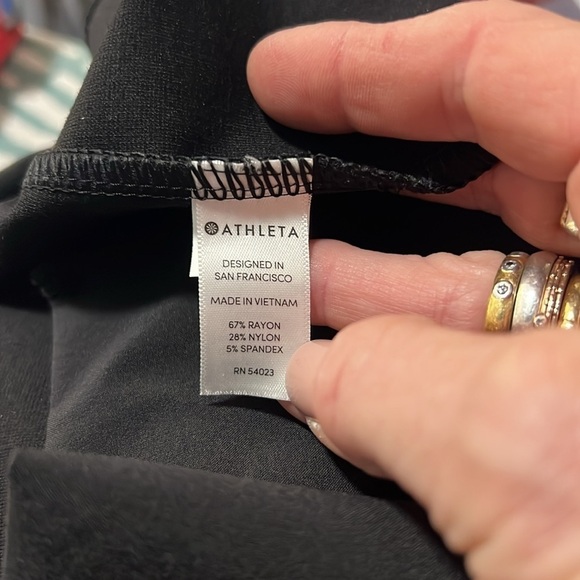 ATHLETA
DESIGNED IN
SAN FRANCISCO
MADE IN VIETNAM
67% RAYON
28% NYLON
5% SPANDEX
RN 54023